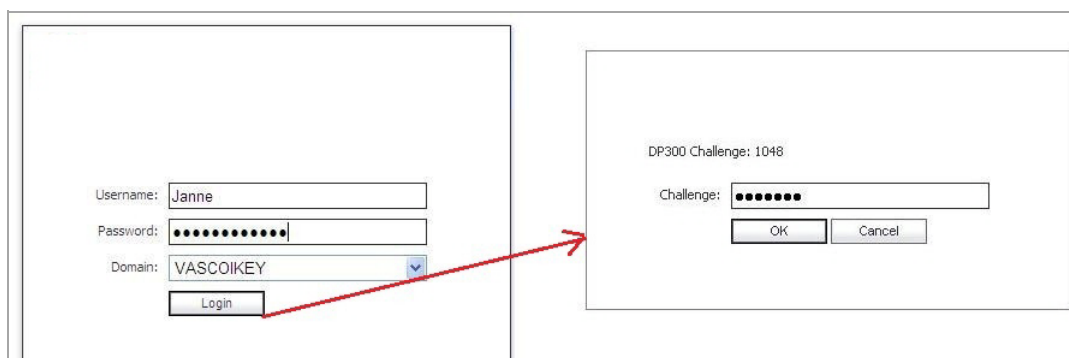 Username: Janne
Password: ●●●●●●●●●●●●
Domain: VASCOIKEY
Login
DP300 Challenge: 1048
Challenge: ●●●●●●●
OK Cancel